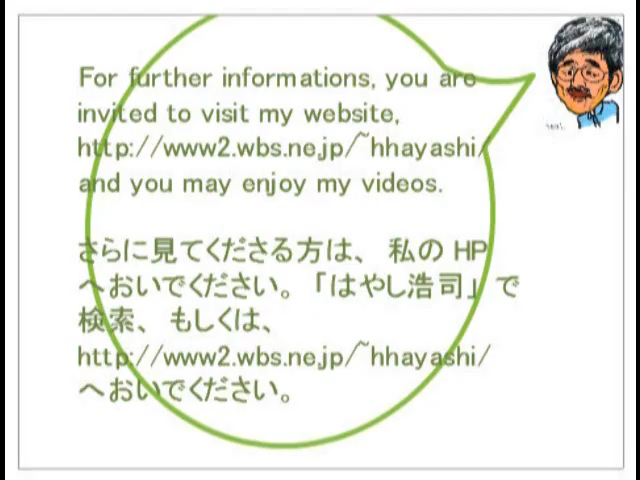 For further informations, you are
invited to visit my website,
http://www2.wbs.ne.jp/~hhayashi/
and you may enjoy my videos.
さらに見てくださる方は、 私の HP
へおいでください。「はやし浩司」 で
検索、 もしくは、
http://www2.wbs.ne.jp/~hhayashi/
へおいでください。